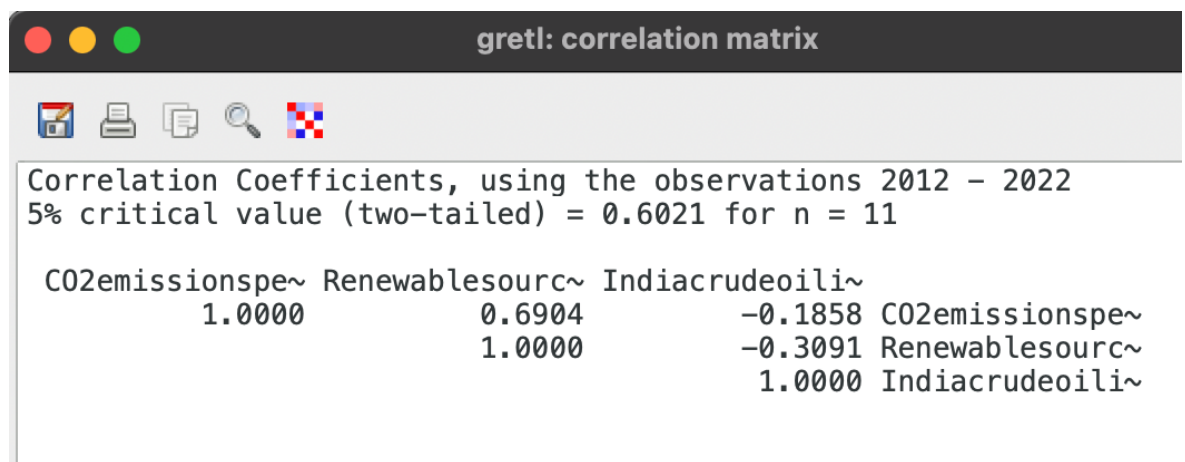 gretl: correlation matrix
Correlation Coefficients, using the observations 2012 – 2022
5% critical value (two-tailed) = 0.6021 for n = 11
CO2emissionspe~ Renewablesourc~ Indiacrudeoili~
1.0000 0.6904 -0.1858 CO2emissionspe~
1.0000 -0.3091 Renewablesourc~
1.0000 Indiacrudeoili~